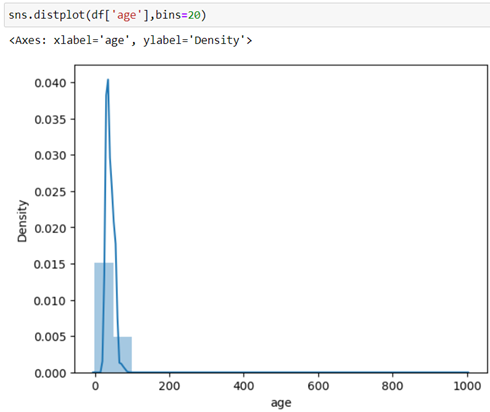 sns.distplot(df['age'],bins=20)
<Axes: xlabel='age', ylabel='Density'>
0.040
0.035
0.030
0.025
0.020
0.015
0.010
0.005
0.000
Density
0 200 400 600 800 1000
age